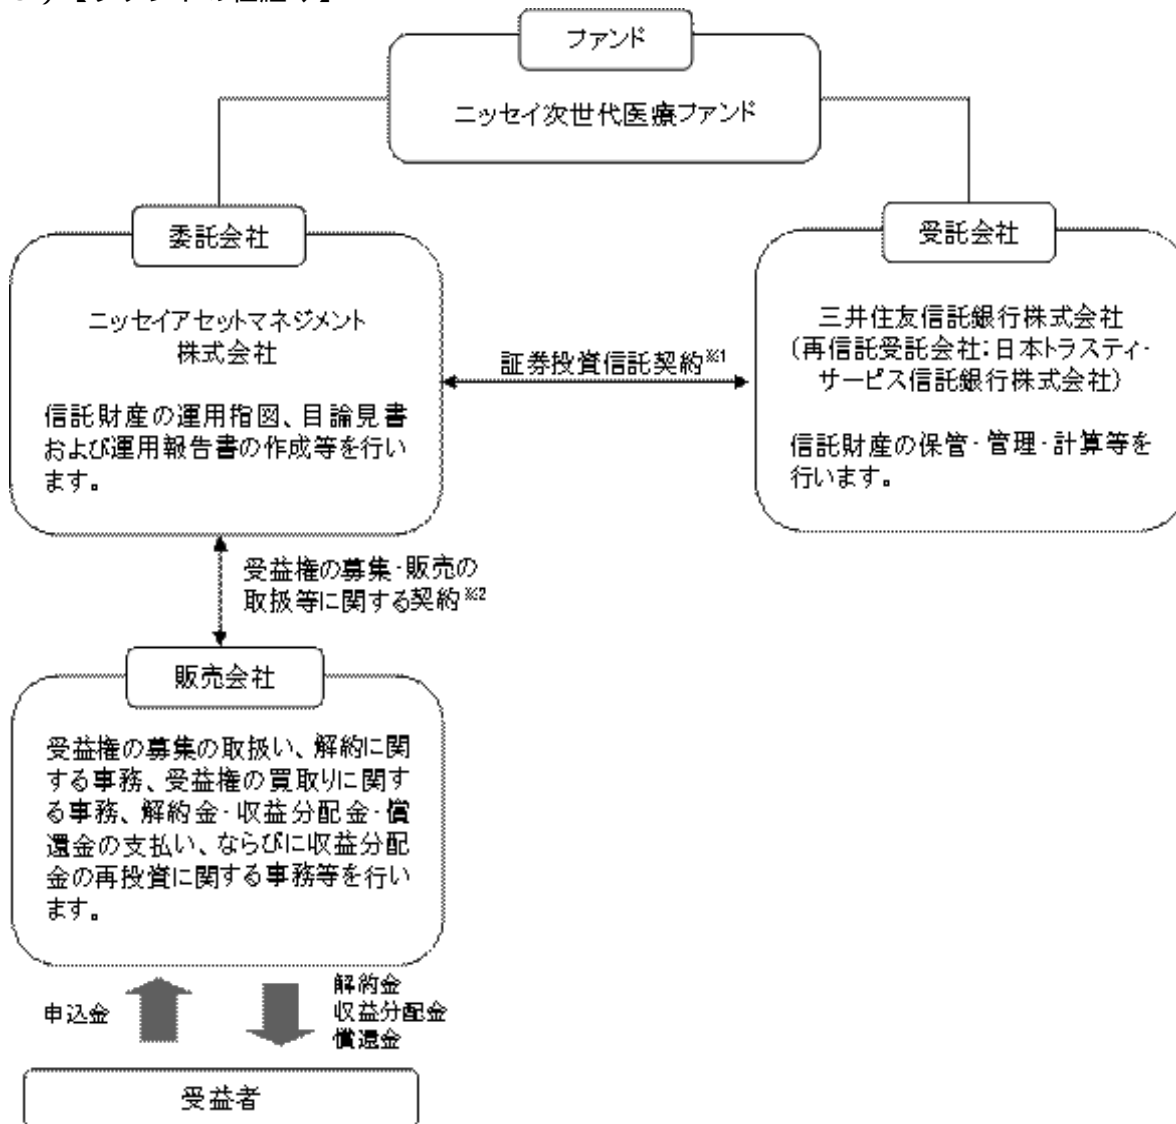 ファンド
ニッセイ次世代医療ファンド
委託会社
ニッセイアセットマネジメント
株式会社
信託財産の運用指図、目論見書
および運用報告書の作成等を行い
ます。
証券投資信託契約※1
受託会社
三井住友信託銀行株式会社
(再信託受託会社:日本トラスティ・
サービス信託銀行株式会社)
信託財産の保管・管理・計算等を
行います。
受益権の募集・販売の
取扱等に関する契約※2
販売会社
受益権の募集の取扱い、解約に関
する事務、受益権の買取りに関す
る事務、解約金・収益分配金・償
還金の支払い、ならびに収益分配
金の再投資に関する事務等を行い
ます。
申込金
解約金
収益分配金
償還金
受益者